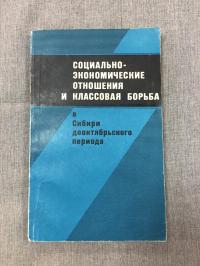 СОЦИАЛЬНО-
ЭКОНОМИЧЕСКИЕ
ОТНОШЕНИЯ
И КЛАССОВАЯ БОРЬБА
в
Сибири
дооктябрьского
периода